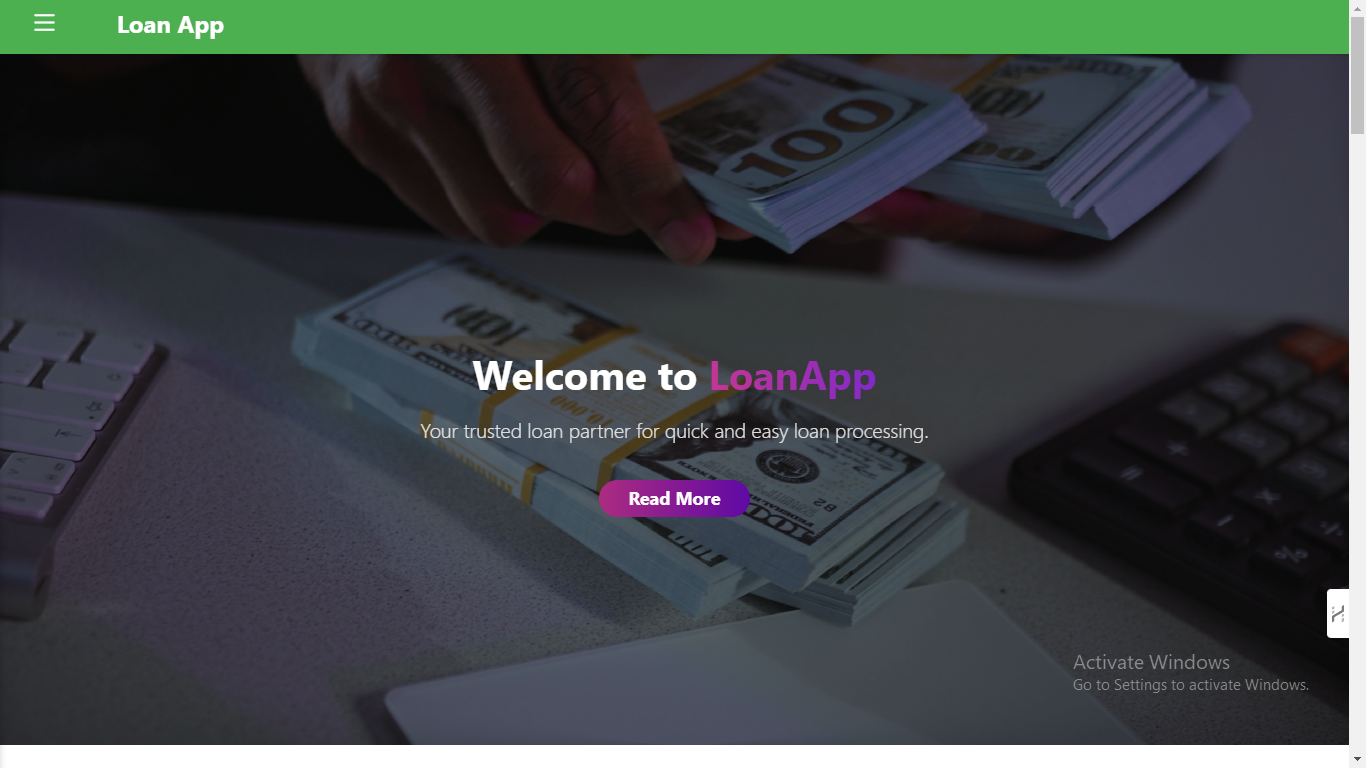 Loan App
100
Welcome to LoanApp
Your trusted loan partner for quick and easy loan processing.
Read More
Activate Windows
Go to Settings to activate Windows.